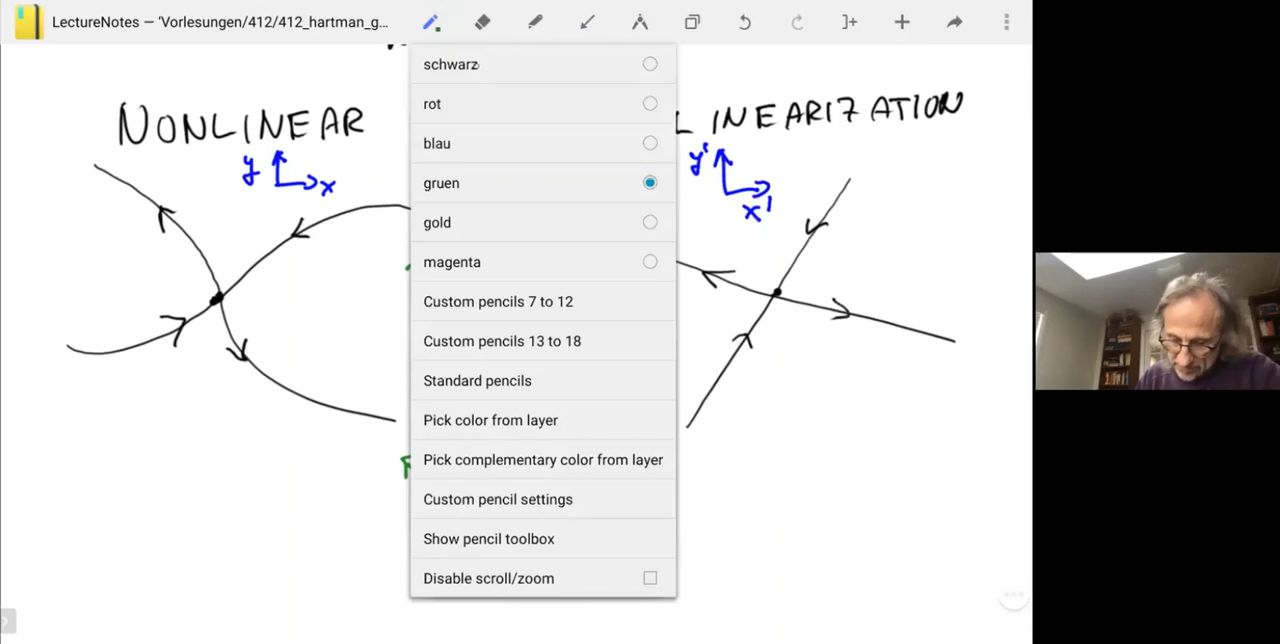 LectureNotes — ‘Vorlesungen/412/412_hartman_g...
NONLINEAR
LINEARIZATION
y x
y' x'
schwarz
rot
blau
gruen
gold
magenta
Custom pencils 7 to 12
Custom pencils 13 to 18
Standard pencils
Pick color from layer
Pick complementary color from layer
Custom pencil settings
Show pencil toolbox
Disable scroll/zoom